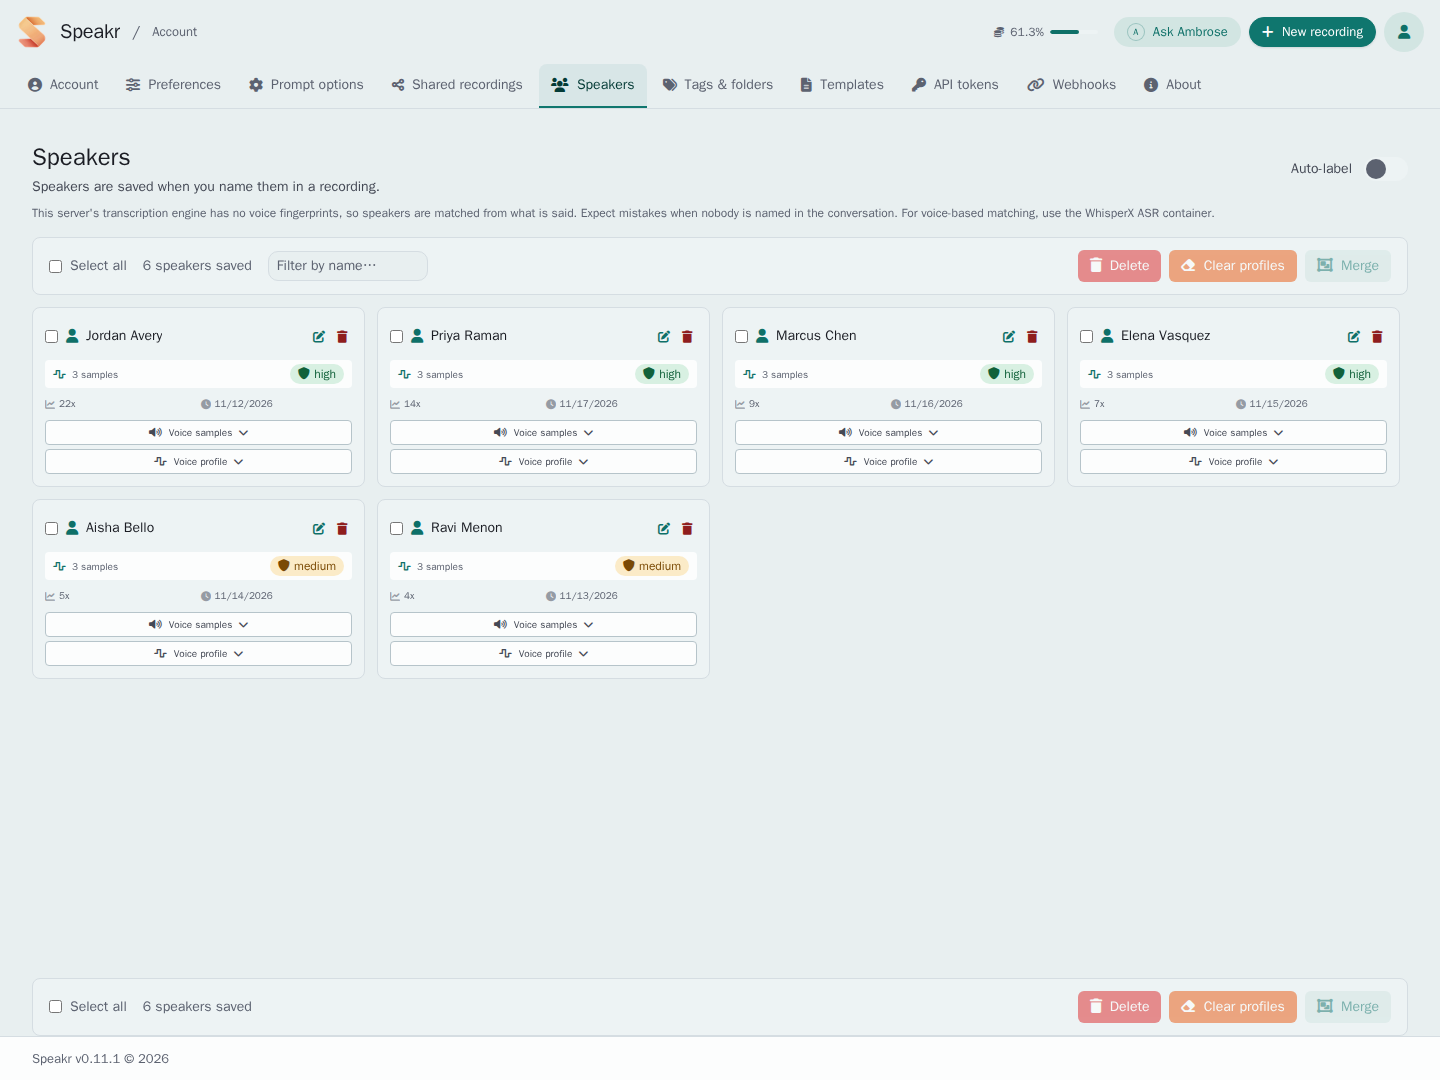 Speakr / Account
61.3%
A Ask Ambrose
New recording
Account
Preferences
Prompt options
Shared recordings
Speakers
Tags & folders
Templates
API tokens
Webhooks
About
Speakers
Auto-label
Speakers are saved when you name them in a recording.
This server's transcription engine has no voice fingerprints, so speakers are matched from what is said. Expect mistakes when nobody is named in the conversation. For voice-based matching, use the WhisperX ASR container.
Select all 6 speakers saved Filter by name…
Delete Clear profiles Merge
Jordan Avery
3 samples high
22x 11/12/2026
Voice samples
Voice profile
Priya Raman
3 samples high
14x 11/17/2026
Voice samples
Voice profile
Marcus Chen
3 samples high
9x 11/16/2026
Voice samples
Voice profile
Elena Vasquez
3 samples high
7x 11/15/2026
Voice samples
Voice profile
Aisha Bello
3 samples medium
5x 11/14/2026
Voice samples
Voice profile
Ravi Menon
3 samples medium
4x 11/13/2026
Voice samples
Voice profile
Select all 6 speakers saved
Delete Clear profiles Merge
Speakr v0.11.1 © 2026